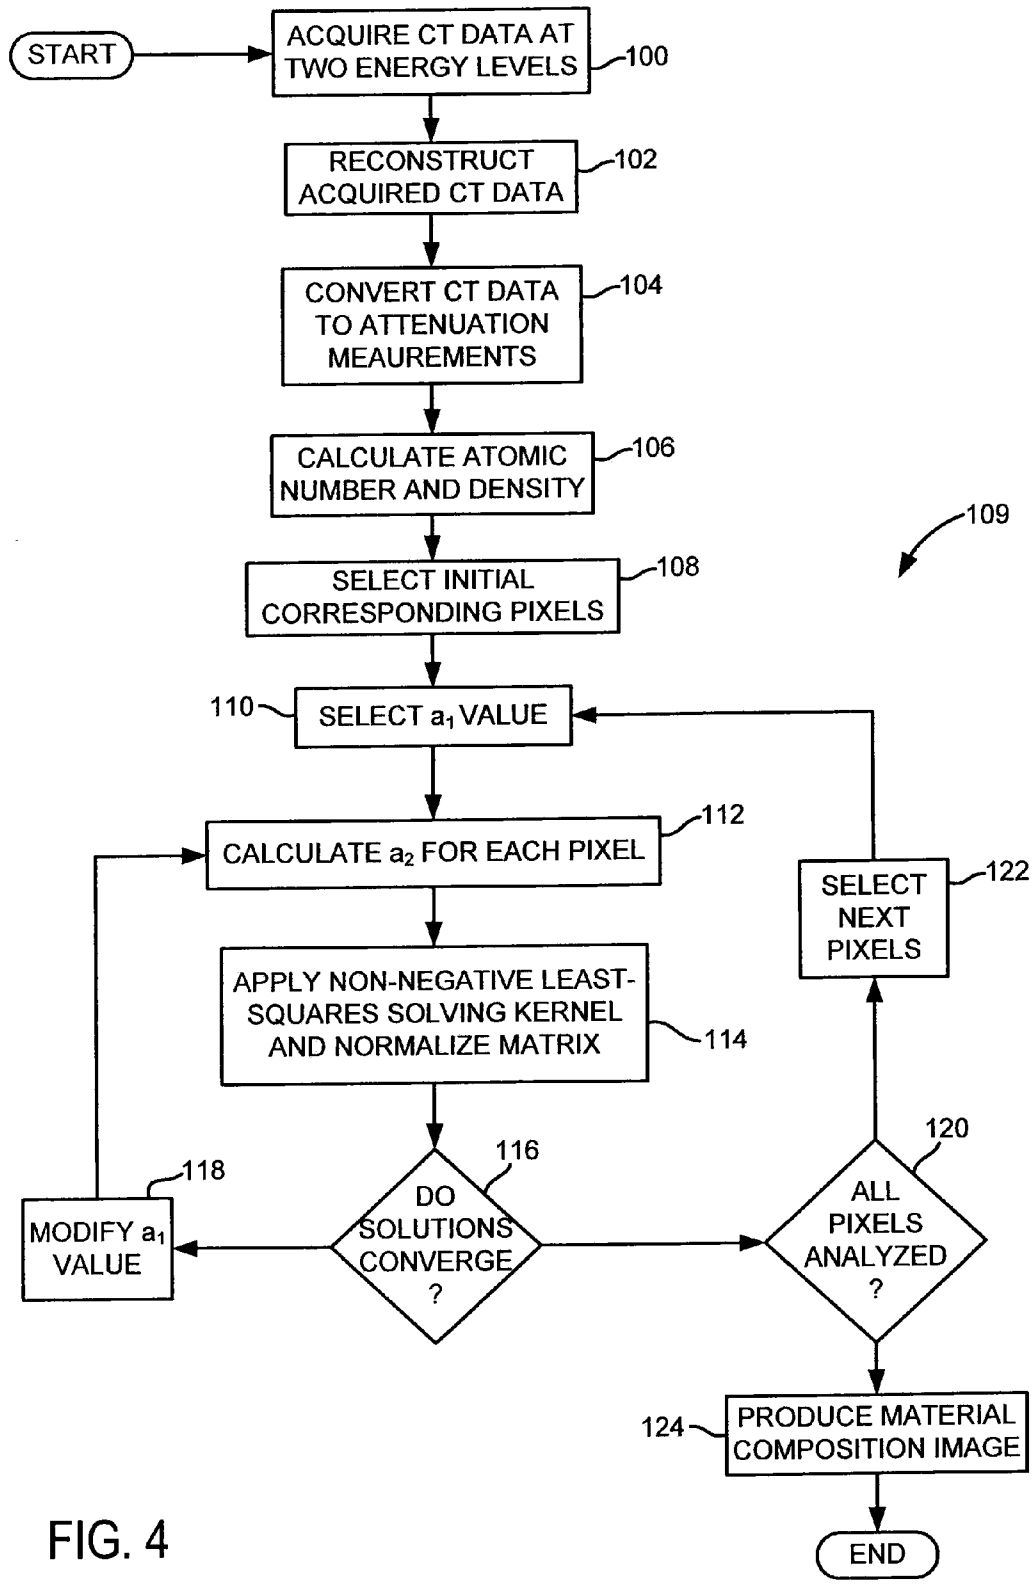 START
ACQUIRE CT DATA AT
TWO ENERGY LEVELS
100
RECONSTRUCT
ACQUIRED CT DATA
102
CONVERT CT DATA
TO ATTENUATION
MEAUREMENTS
104
CALCULATE ATOMIC
NUMBER AND DENSITY
106
109
SELECT INITIAL
CORRESPONDING PIXELS
108
110
SELECT a₁ VALUE
CALCULATE a₂ FOR EACH PIXEL
112
SELECT
NEXT
PIXELS
122
APPLY NON-NEGATIVE LEAST-
SQUARES SOLVING KERNEL
AND NORMALIZE MATRIX
114
DO
SOLUTIONS
CONVERGE
?
116
118
MODIFY a₁
VALUE
120
ALL
PIXELS
ANALYZED
?
124
PRODUCE MATERIAL
COMPOSITION IMAGE
END
FIG. 4